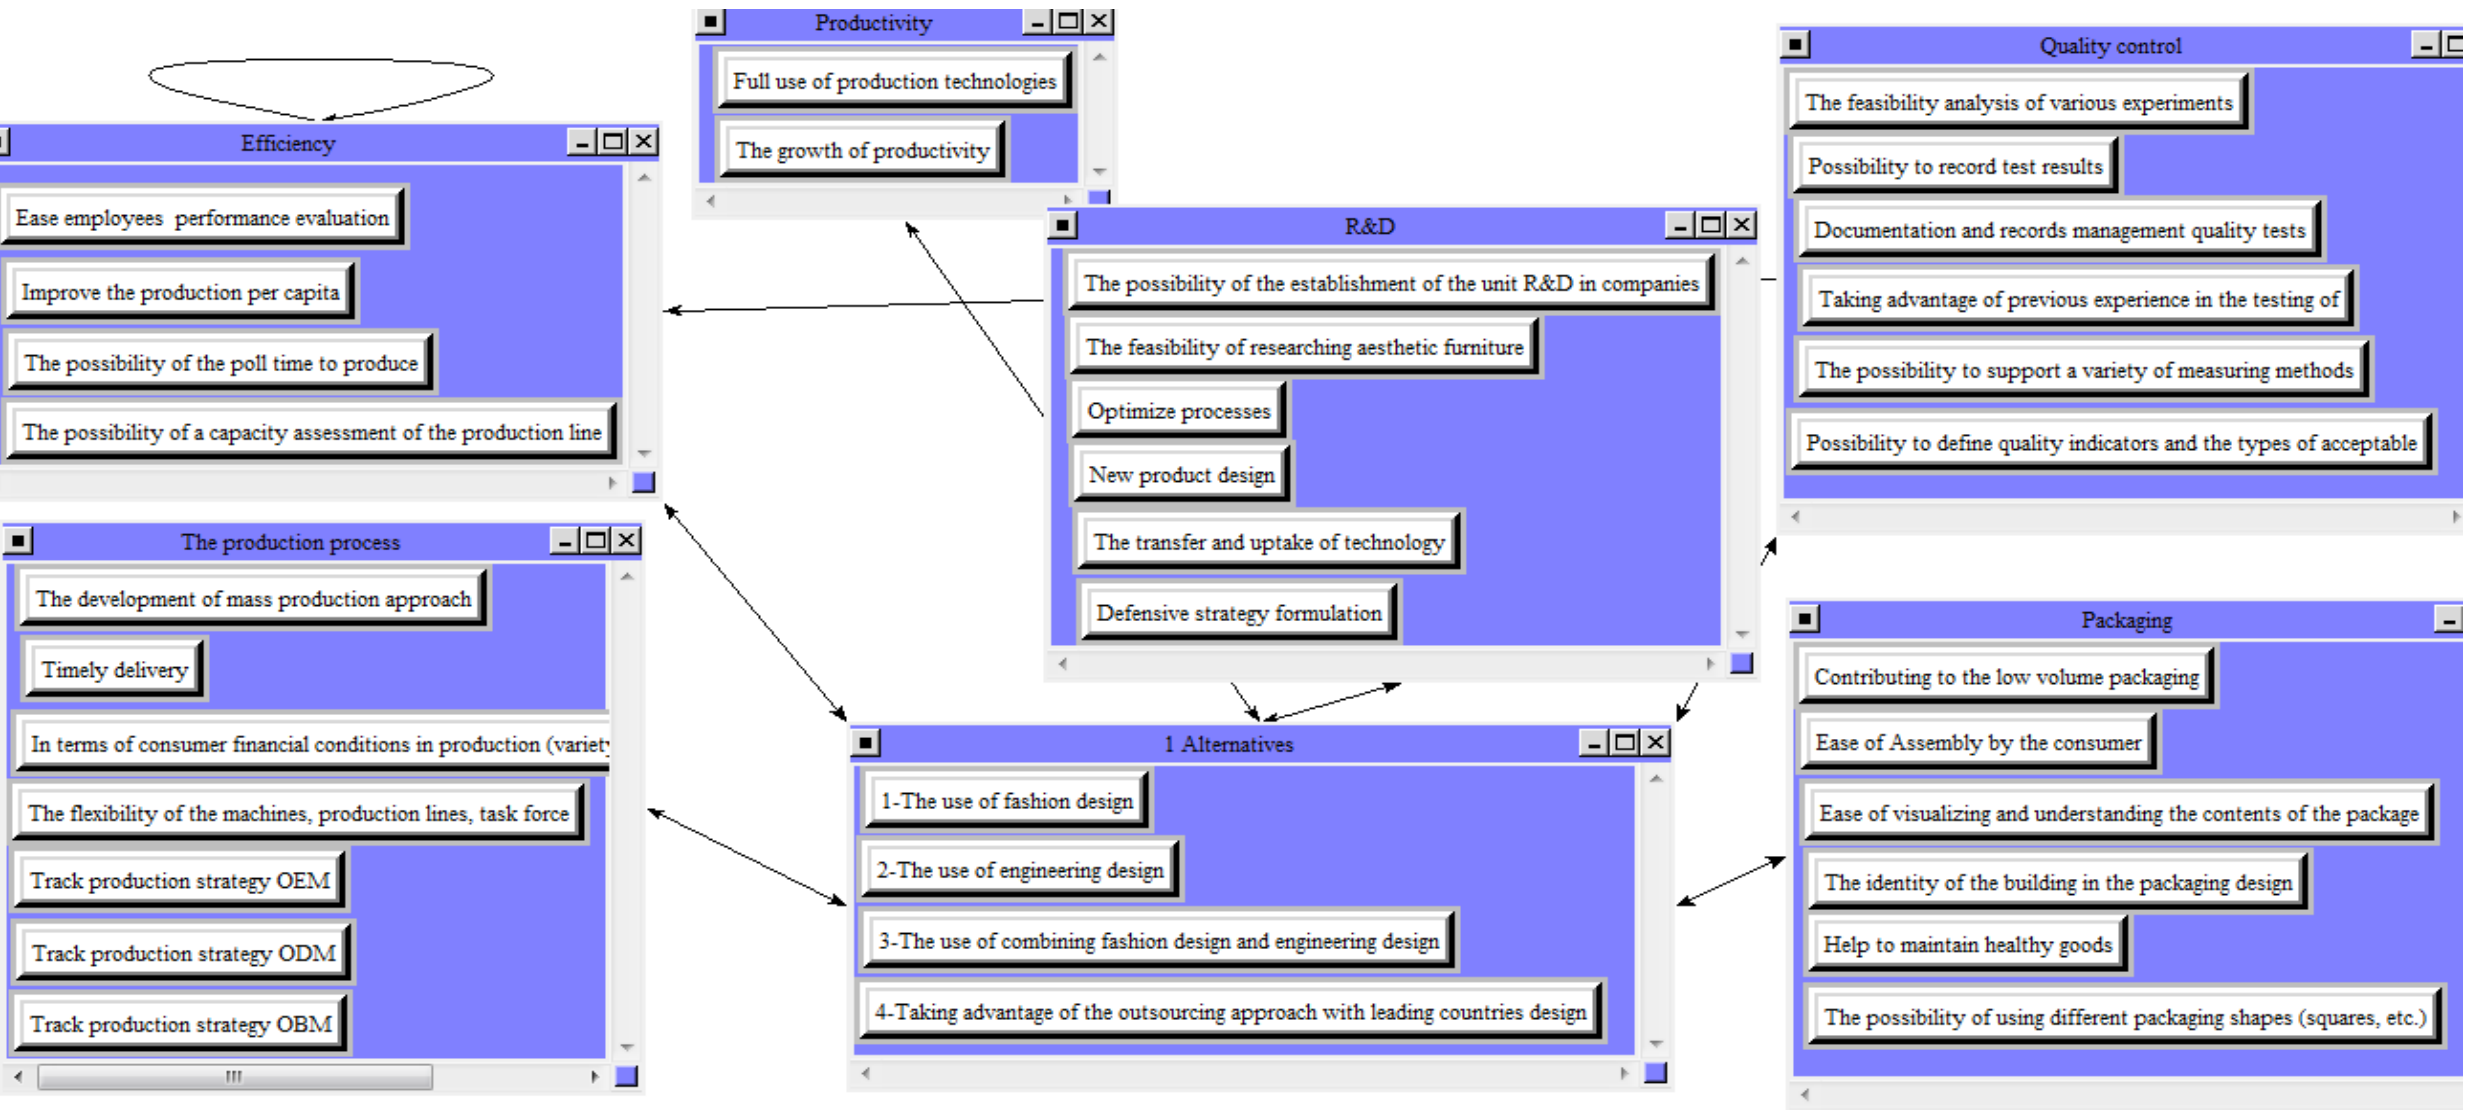 Productivity
Full use of production technologies
The growth of productivity
Quality control
The feasibility analysis of various experiments
Possibility to record test results
Documentation and records management quality tests
Taking advantage of previous experience in the testing of
The possibility to support a variety of measuring methods
Possibility to define quality indicators and the types of acceptable
Efficiency
Ease employees  performance evaluation
Improve the production per capita
The possibility of the poll time to produce
The possibility of a capacity assessment of the production line
R&D
The possibility of the establishment of the unit R&D in companies
The feasibility of researching aesthetic furniture
Optimize processes
New product design
The transfer and uptake of technology
Defensive strategy formulation
The production process
The development of mass production approach
Timely delivery
In terms of consumer financial conditions in production (variety
The flexibility of the machines, production lines, task force
Track production strategy OEM
Track production strategy ODM
Track production strategy OBM
1 Alternatives
1-The use of fashion design
2-The use of engineering design
3-The use of combining fashion design and engineering design
4-Taking advantage of the outsourcing approach with leading countries design
Packaging
Contributing to the low volume packaging
Ease of Assembly by the consumer
Ease of visualizing and understanding the contents of the package
The identity of the building in the packaging design
Help to maintain healthy goods
The possibility of using different packaging shapes (squares, etc.)